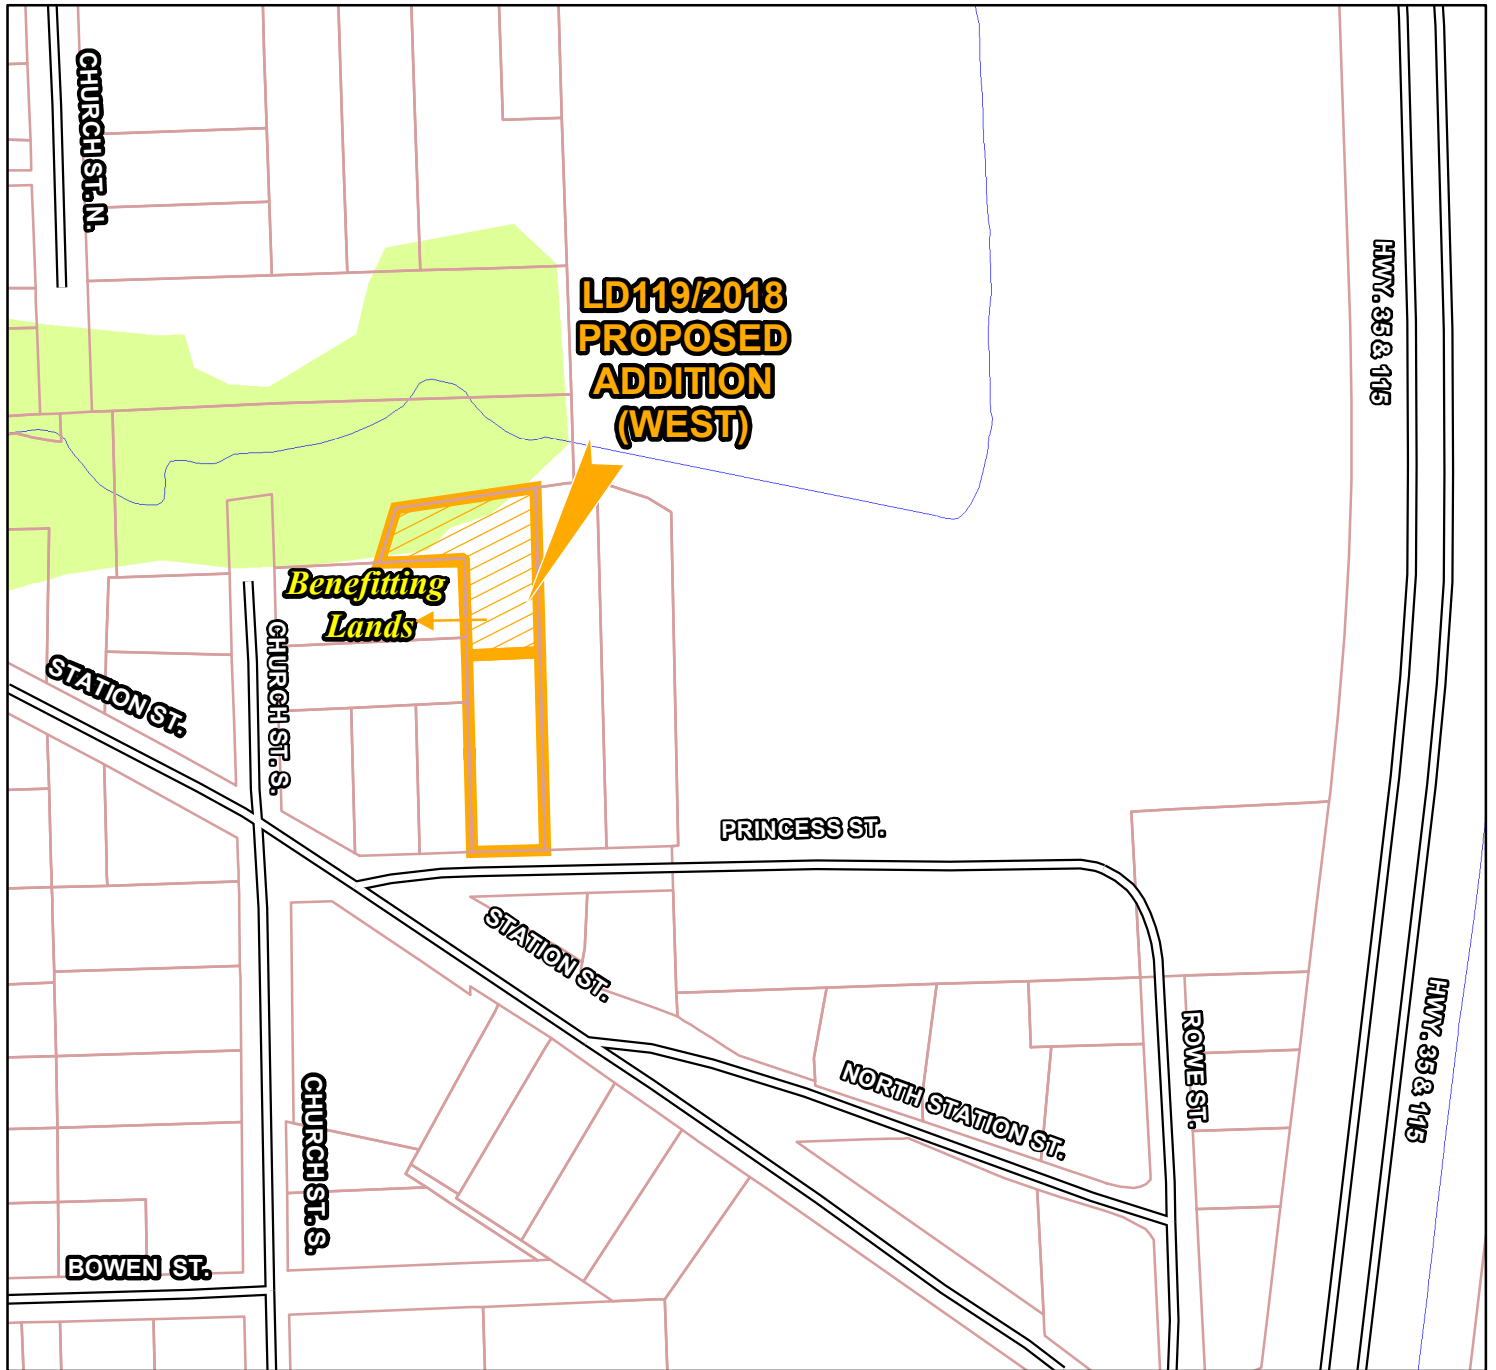 CHURCH ST. N.
LD119/2018
PROPOSED
ADDITION
(WEST)
HWY. 35 & 115
Benefitting
Lands
STATION ST.
CHURCH ST. S.
PRINCESS ST.
STATION ST.
HWY. 35 & 115
ROWE ST.
NORTH STATION ST.
CHURCH ST. S.
BOWEN ST.